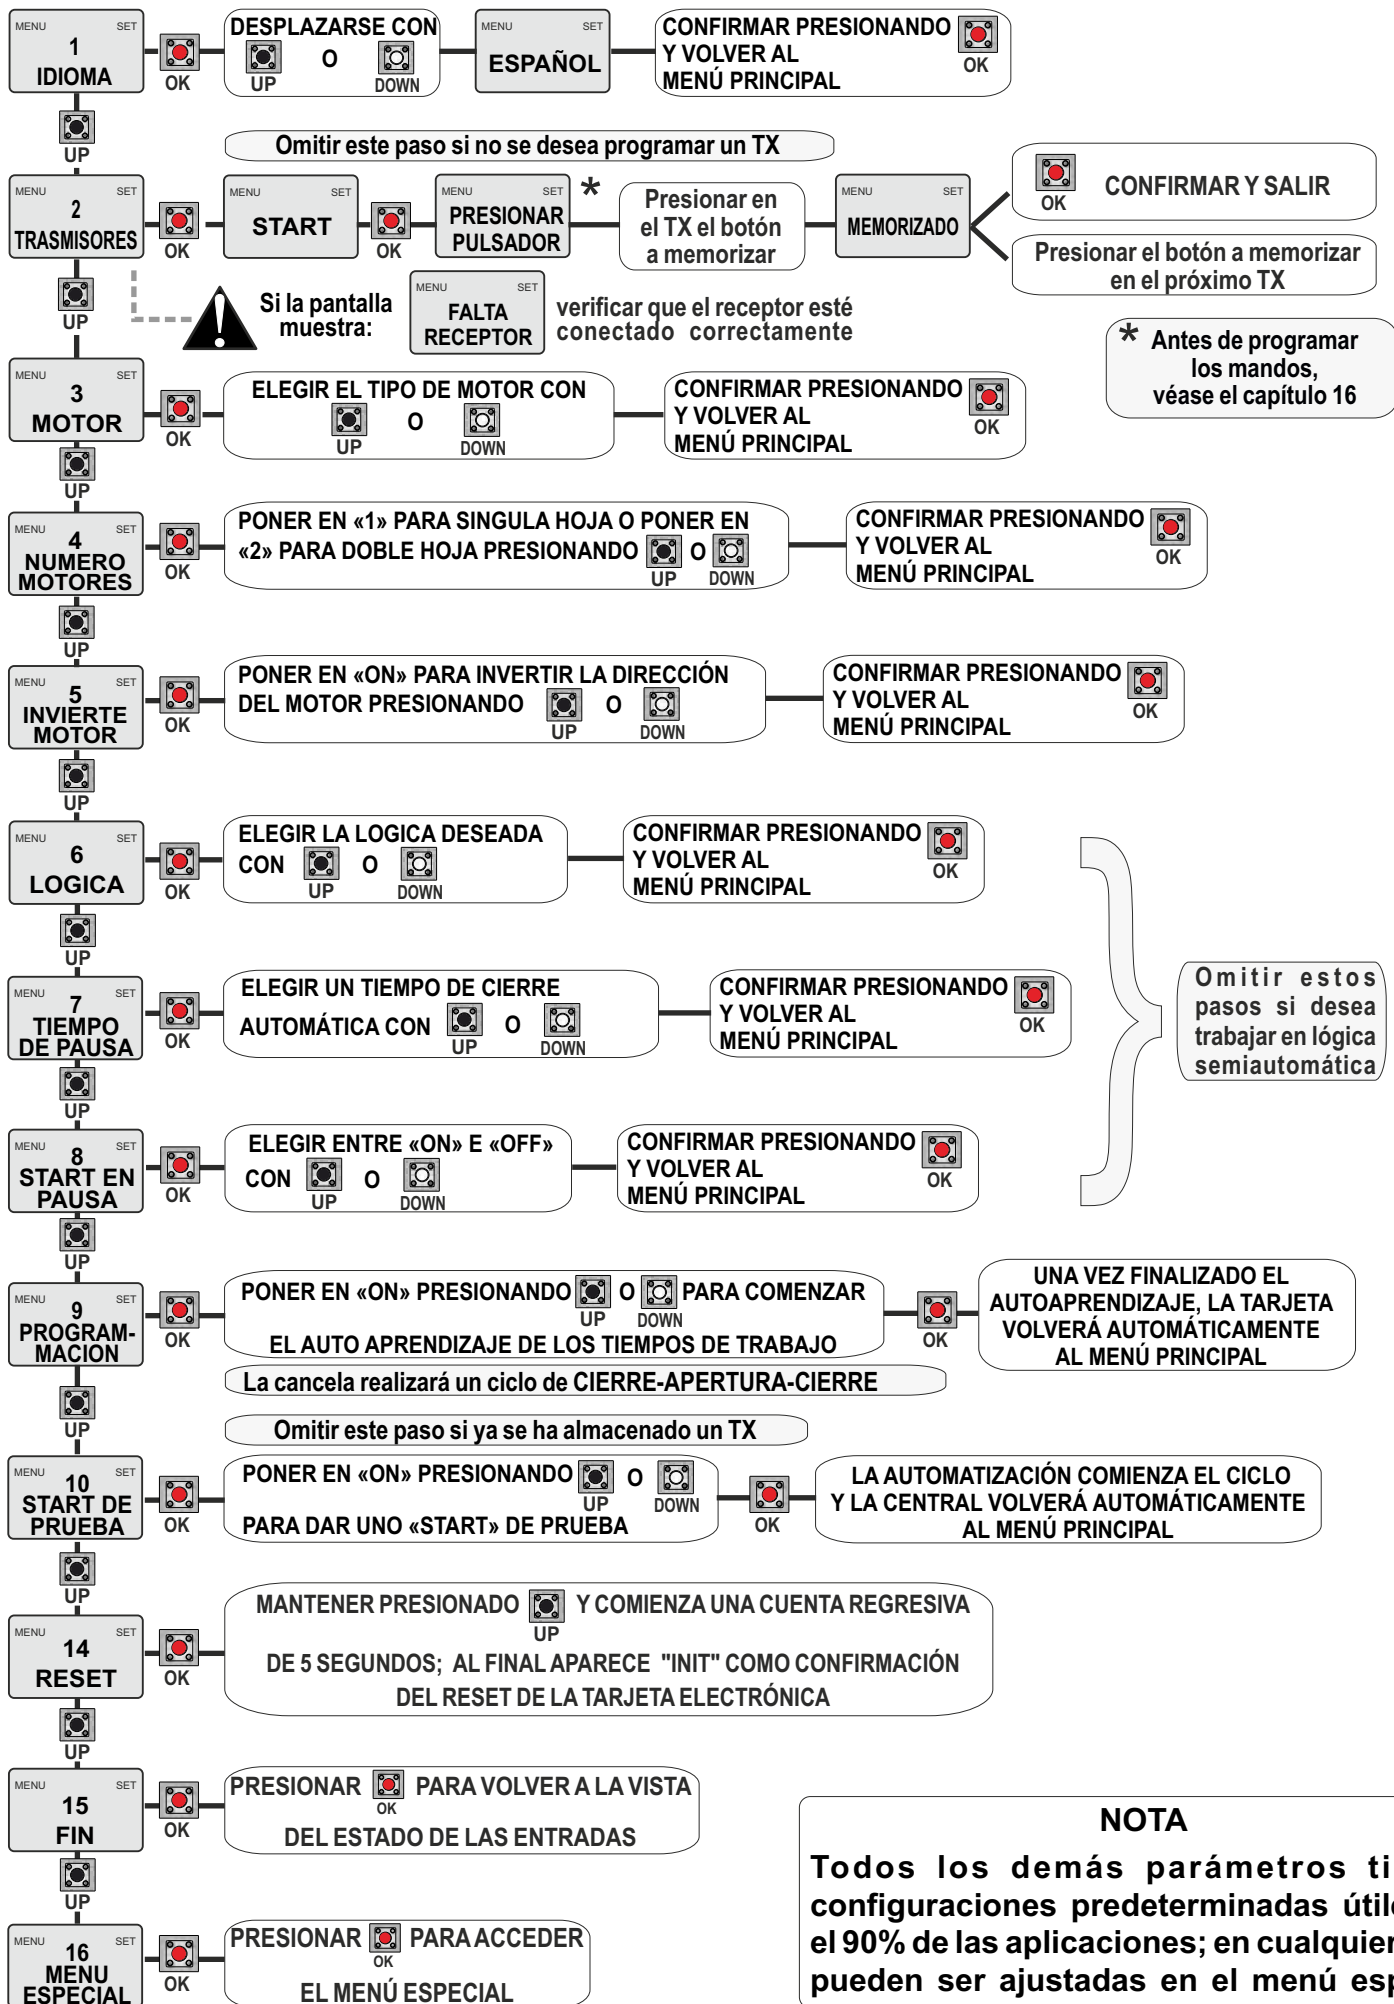 MENU SET
1
IDIOMA
OK
DESPLAZARSE CON
O
UP DOWN
MENU SET
ESPAÑOL
CONFIRMAR PRESIONANDO
Y VOLVER AL
MENÚ PRINCIPAL
OK
UP
Omitir este paso si no se desea programar un TX
MENU SET
2
TRASMISORES
OK
MENU SET
START
OK
MENU SET
PRESIONAR
PULSADOR
*
Presionar en
el TX el botón
a memorizar
MENU SET
MEMORIZADO
OK
CONFIRMAR Y SALIR
Presionar el botón a memorizar
en el próximo TX
UP
Si la pantalla
muestra:
MENU SET
FALTA
RECEPTOR
verificar que el receptor esté
conectado correctamente
* Antes de programar
los mandos,
véase el capítulo 16
MENU SET
3
MOTOR
OK
ELEGIR EL TIPO DE MOTOR CON
O
UP DOWN
CONFIRMAR PRESIONANDO
Y VOLVER AL
MENÚ PRINCIPAL
OK
UP
MENU SET
4
NUMERO
MOTORES
OK
PONER EN «1» PARA SINGULA HOJA O PONER EN
«2» PARA DOBLE HOJA PRESIONANDO O
UP DOWN
CONFIRMAR PRESIONANDO
Y VOLVER AL
MENÚ PRINCIPAL
OK
UP
MENU SET
5
INVIERTE
MOTOR
OK
PONER EN «ON» PARA INVERTIR LA DIRECCIÓN
DEL MOTOR PRESIONANDO O
UP DOWN
CONFIRMAR PRESIONANDO
Y VOLVER AL
MENÚ PRINCIPAL
OK
UP
MENU SET
6
LOGICA
OK
ELEGIR LA LOGICA DESEADA
CON O
UP DOWN
CONFIRMAR PRESIONANDO
Y VOLVER AL
MENÚ PRINCIPAL
OK
UP
MENU SET
7
TIEMPO
DE PAUSA
OK
ELEGIR UN TIEMPO DE CIERRE
AUTOMÁTICA CON O
UP DOWN
CONFIRMAR PRESIONANDO
Y VOLVER AL
MENÚ PRINCIPAL
OK
Omitir estos
pasos si desea
trabajar en lógica
semiautomática
UP
MENU SET
8
START EN
PAUSA
OK
ELEGIR ENTRE «ON» E «OFF»
CON O
UP DOWN
CONFIRMAR PRESIONANDO
Y VOLVER AL
MENÚ PRINCIPAL
OK
UP
MENU SET
9
PROGRAM-
MACION
OK
PONER EN «ON» PRESIONANDO O PARA COMENZAR
UP DOWN
EL AUTO APRENDIZAJE DE LOS TIEMPOS DE TRABAJO
OK
UNA VEZ FINALIZADO EL
AUTOAPRENDIZAJE, LA TARJETA
VOLVERÁ AUTOMÁTICAMENTE
AL MENÚ PRINCIPAL
La cancela realizará un ciclo de CIERRE-APERTURA-CIERRE
UP
Omitir este paso si ya se ha almacenado un TX
MENU SET
10
START DE
PRUEBA
OK
PONER EN «ON» PRESIONANDO O
UP DOWN
PARA DAR UNO «START» DE PRUEBA
OK
LA AUTOMATIZACIÓN COMIENZA EL CICLO
Y LA CENTRAL VOLVERÁ AUTOMÁTICAMENTE
AL MENÚ PRINCIPAL
UP
MENU SET
14
RESET
OK
MANTENER PRESIONADO Y COMIENZA UNA CUENTA REGRESIVA
UP
DE 5 SEGUNDOS; AL FINAL APARECE "INIT" COMO CONFIRMACIÓN
DEL RESET DE LA TARJETA ELECTRÓNICA
UP
MENU SET
15
FIN
OK
PRESIONAR PARA VOLVER A LA VISTA
OK
DEL ESTADO DE LAS ENTRADAS
UP
MENU SET
16
MENU
ESPECIAL
OK
PRESIONAR PARA ACCEDER
OK
EL MENÚ ESPECIAL
NOTA
Todos los demás parámetros
configuraciones predeterminadas
el 90% de las aplicaciones; en
pueden ser ajustadas en el menú